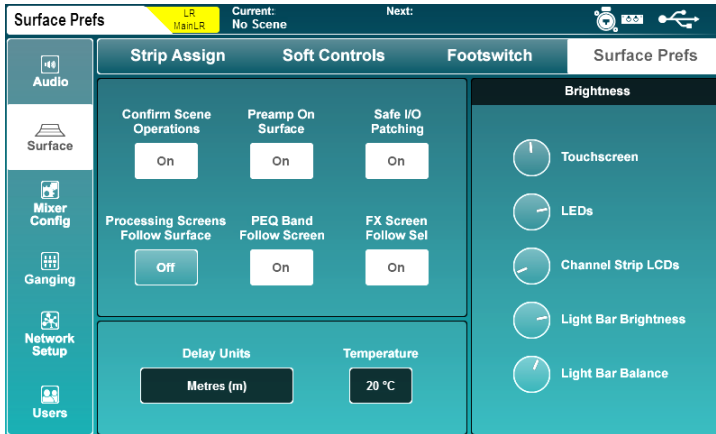 Surface Prefs
LR
MainLR
Current:
No Scene
Next:
Audio
Surface
Mixer
Config
Ganging
Network
Setup
Users
Strip Assign
Soft Controls
Footswitch
Surface Prefs
Confirm Scene
Operations
On
Preamp On
Surface
On
Safe I/O
Patching
On
Processing Screens
Follow Surface
Off
PEQ Band
Follow Screen
On
FX Screen
Follow Sel
On
Delay Units
Metres (m)
Temperature
20 °C
Brightness
Touchscreen
LEDs
Channel Strip LCDs
Light Bar Brightness
Light Bar Balance